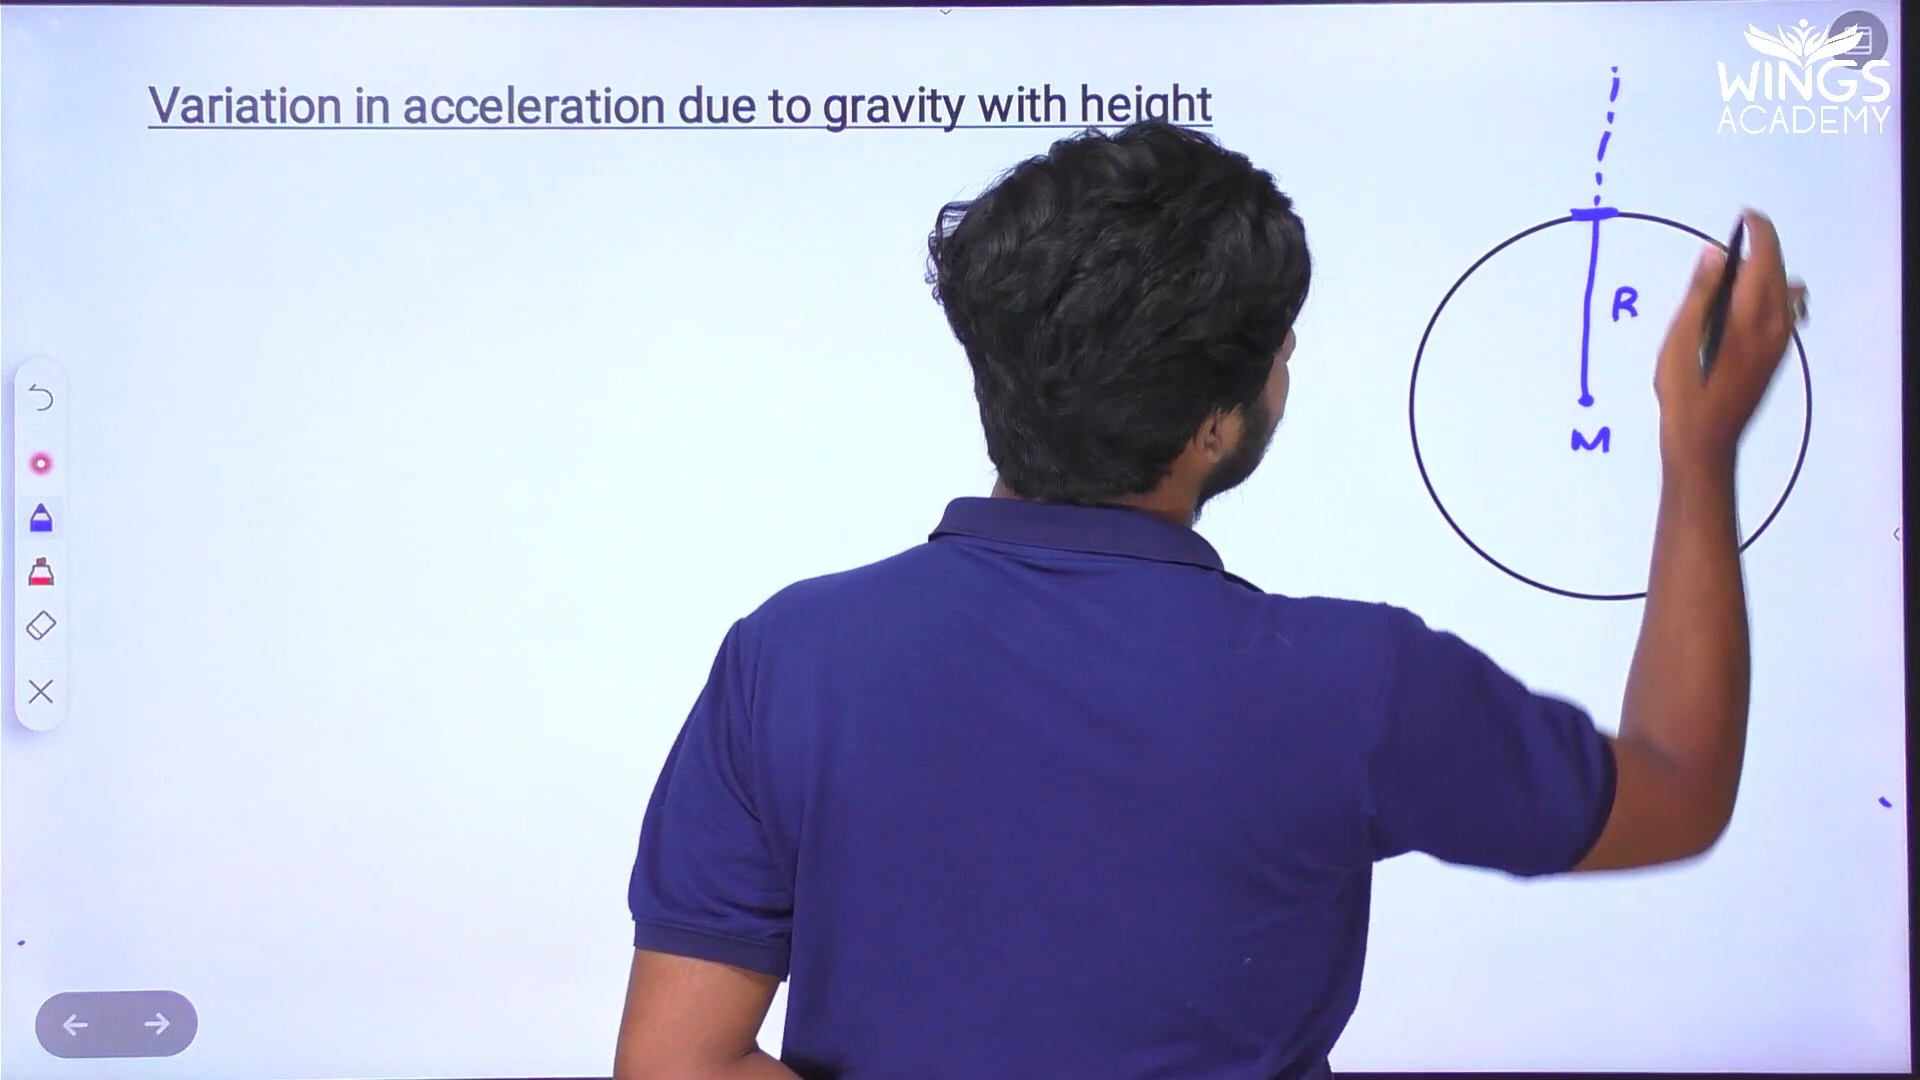 Variation in acceleration due to gravity with height
WINGS
ACADEMY
R
M